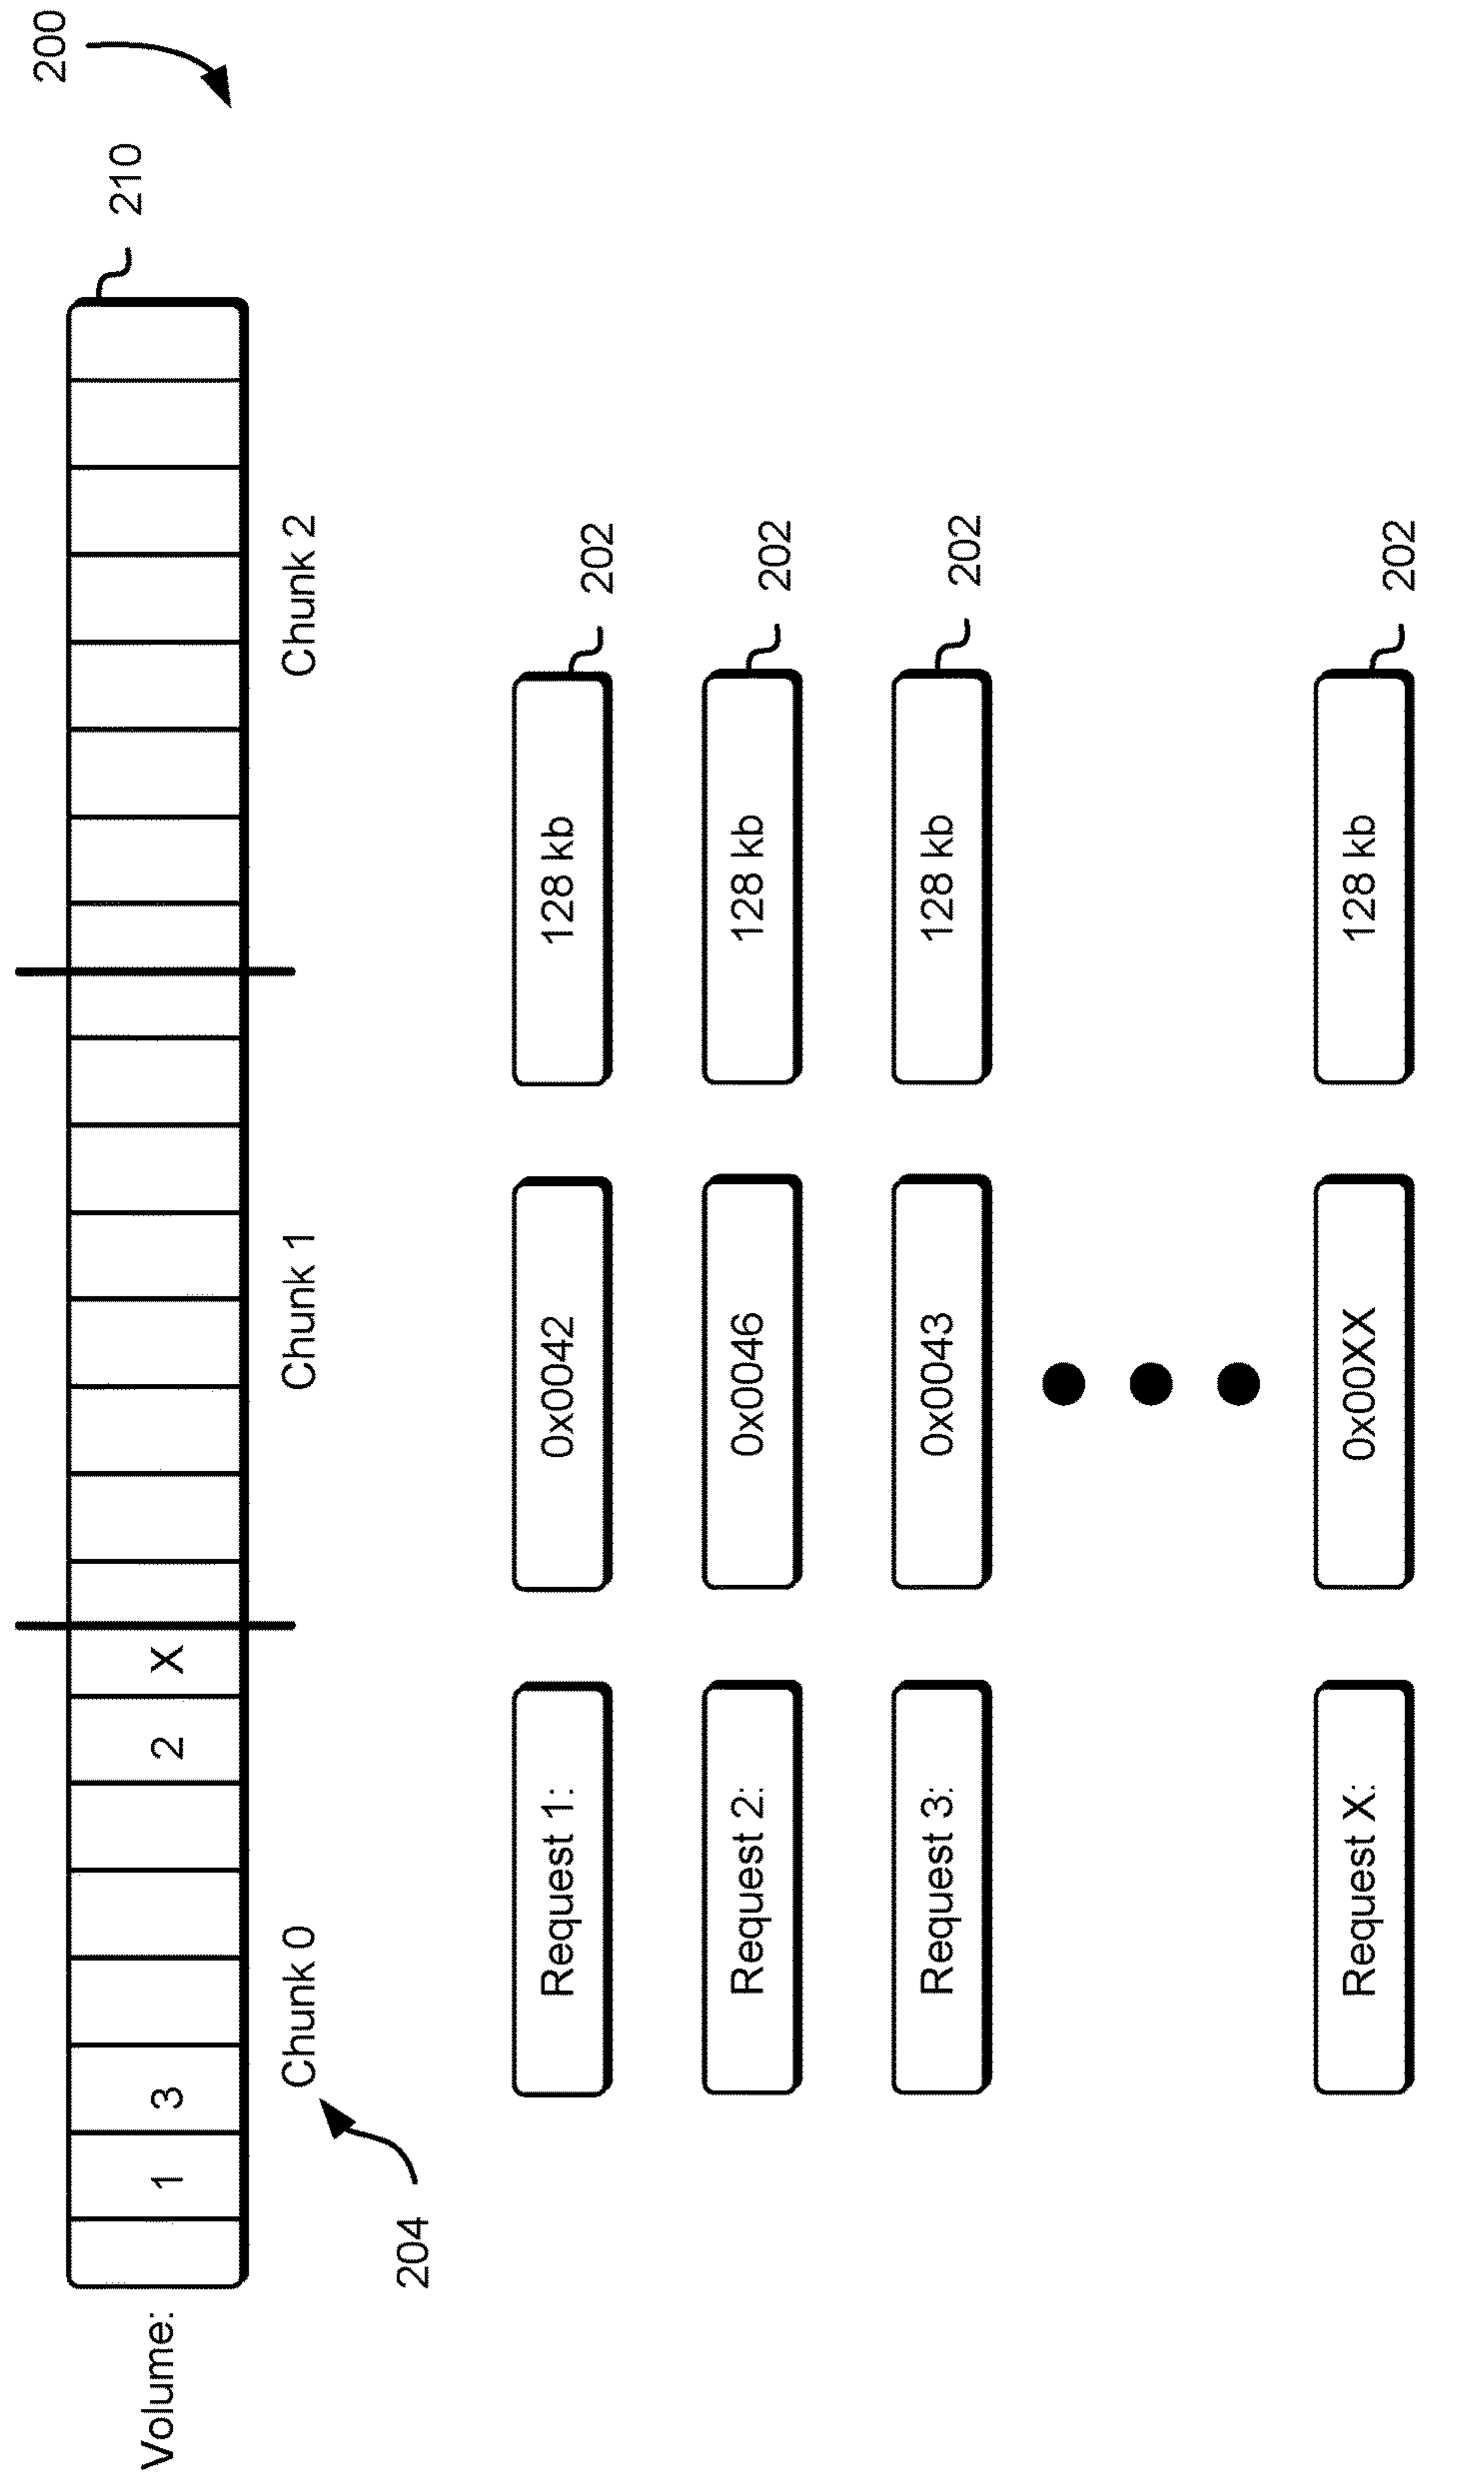 200
210
Volume:
1
3
2
X
Chunk 0
Chunk 1
Chunk 2
204
Request 1:
0x0042
128 kb
202
Request 2:
0x0046
128 kb
202
Request 3:
0x0043
128 kb
202
Request X:
0x00XX
128 kb
202